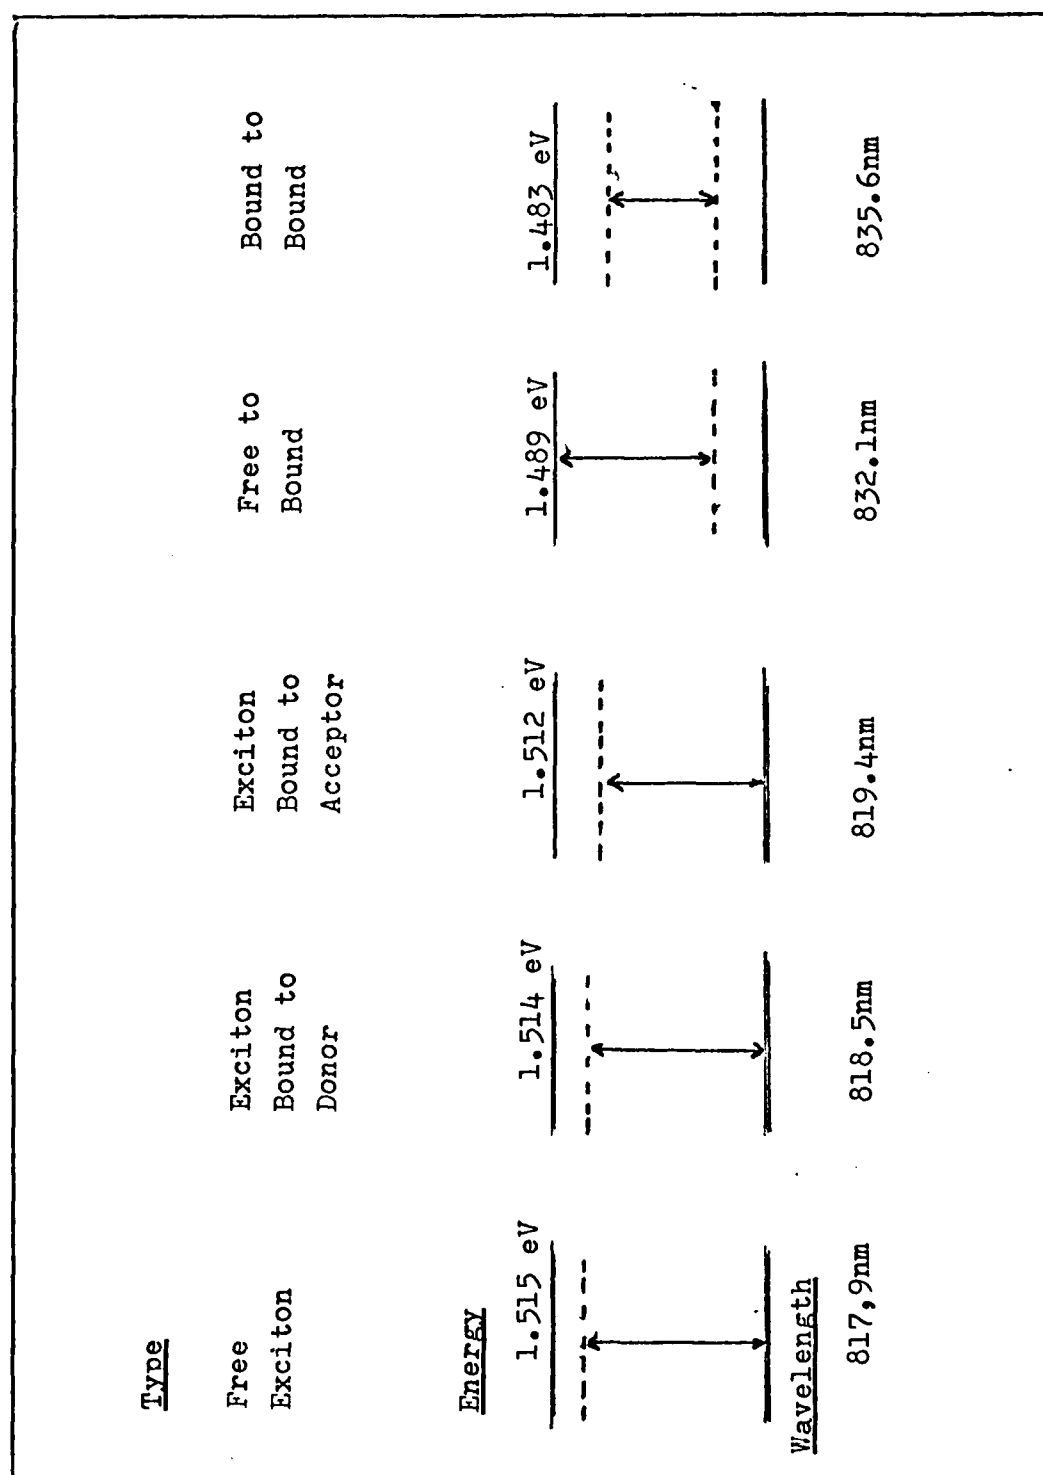 Type
Free
Exciton
Exciton
Bound to
Donor
Exciton
Bound to
Acceptor
Free to
Bound
Bound to
Bound
Energy
1.515 eV
1.514 eV
1.512 eV
1.489 eV
1.483 eV
Wavelength
817,9nm
818.5nm
819.4nm
832.1nm
835.6nm